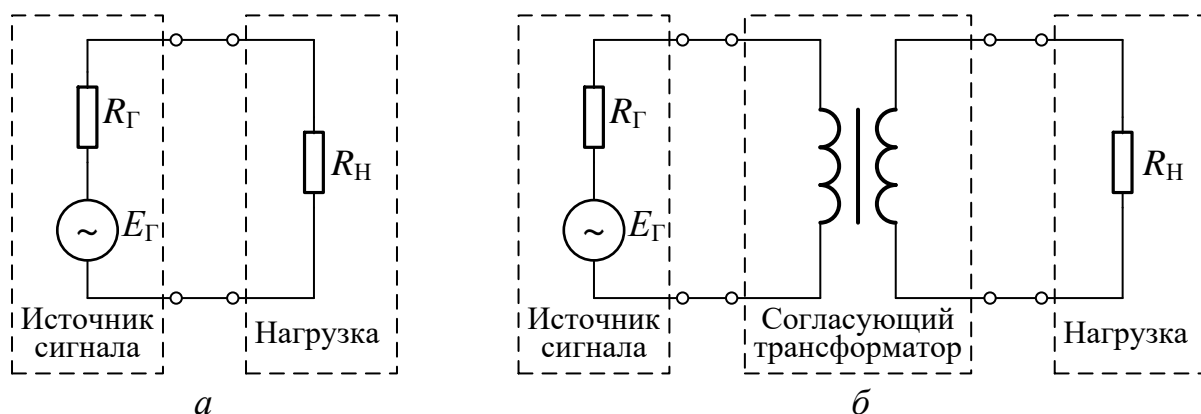 R_Г
E_Г
~
R_Н
Источник
сигнала
Нагрузка
а
R_Г
E_Г
~
R_Н
Источник
сигнала
Согласующий
трансформатор
Нагрузка
б